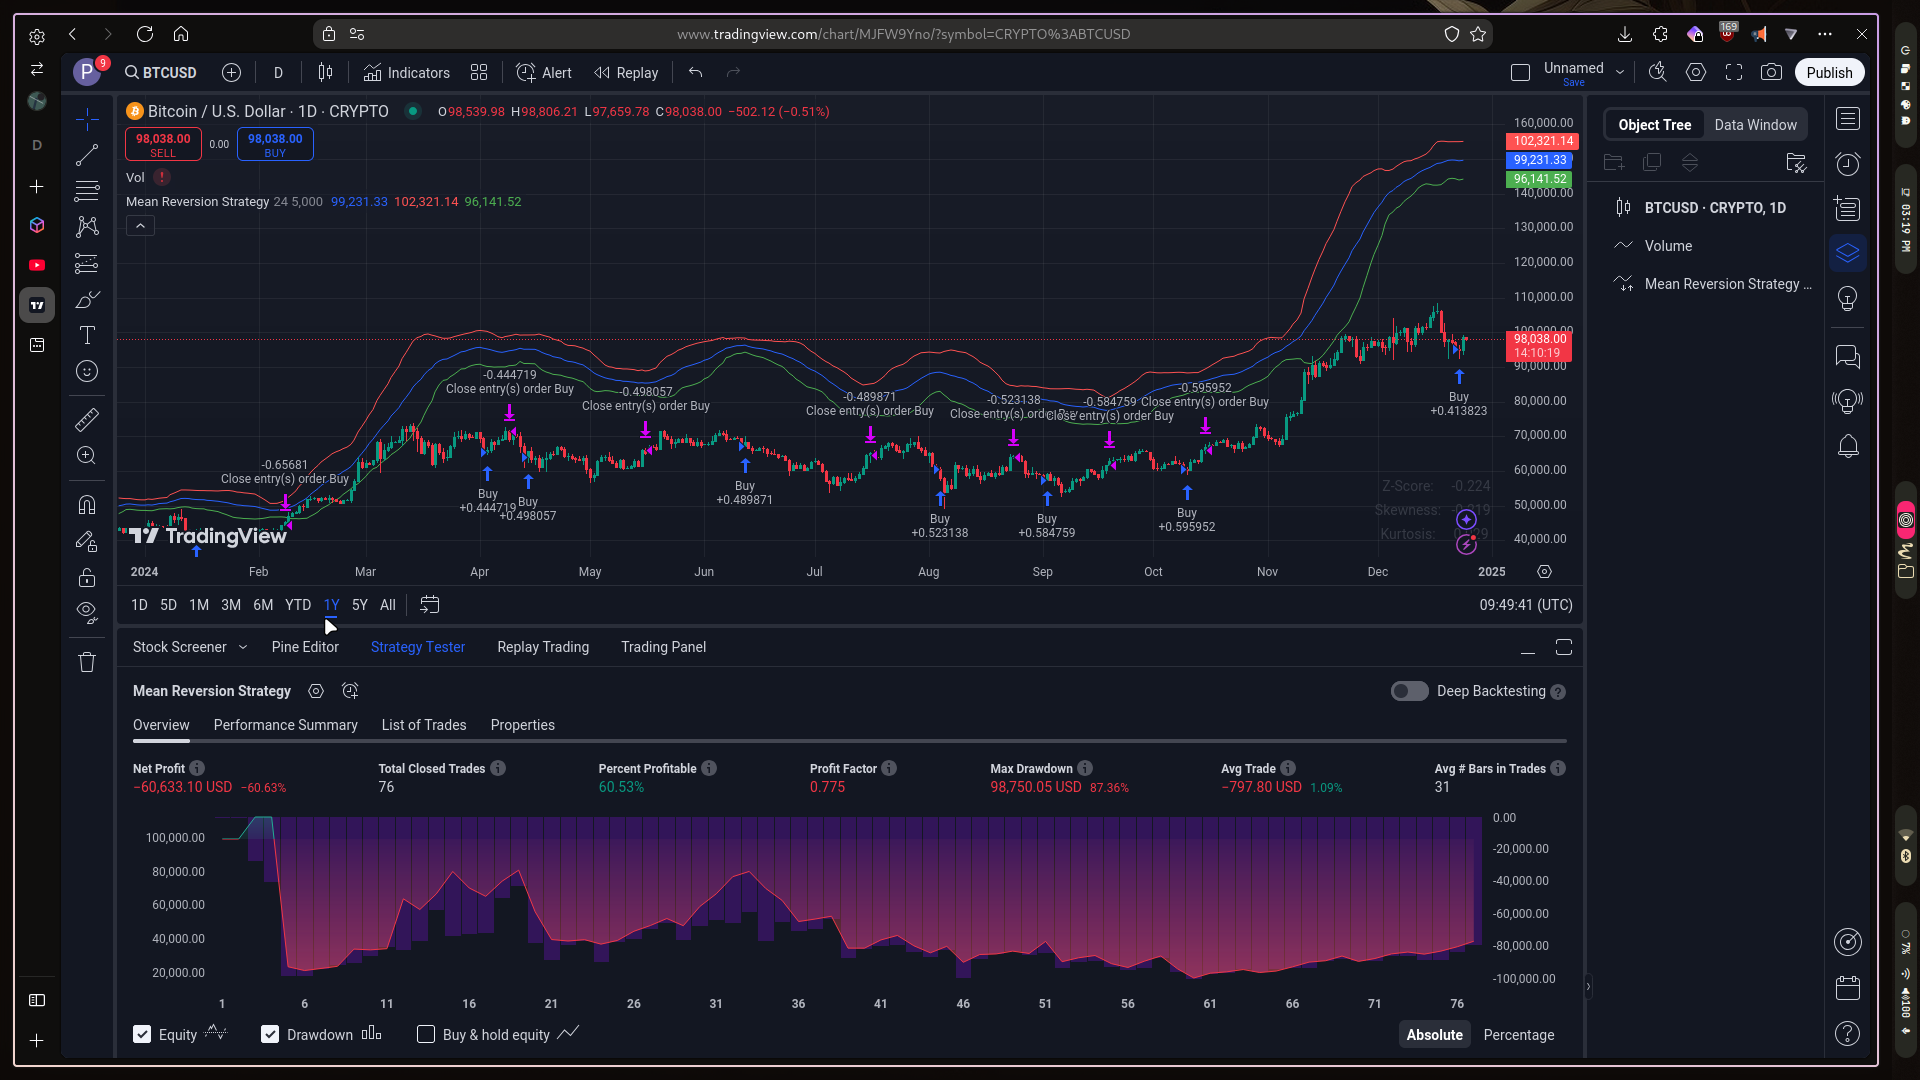 www.tradingview.com/chart/MJFW9Yno/?symbol=CRYPTO%3ABTCUSD
169
P
9
BTCUSD
D
Indicators
Alert
Replay
Unnamed
Save
Publish
Bitcoin / U.S. Dollar · 1D · CRYPTO
O98,539.98 H98,806.21 L97,659.78 C98,038.00 −502.12 (−0.51%)
98,038.00
SELL
0.00
98,038.00
BUY
Vol
Mean Reversion Strategy 24 5,000 99,231.33 102,321.14 96,141.52
160,000.00
102,321.14
99,231.33
96,141.52
140,000.00
130,000.00
120,000.00
110,000.00
100,000.00
98,038.00
14:10:19
90,000.00
80,000.00
70,000.00
60,000.00
50,000.00
40,000.00
-0.65681
Close entry(s) order Buy
-0.444719
Close entry(s) order Buy
-0.498057
Close entry(s) order Buy
-0.489871
Close entry(s) order Buy
-0.523138
Close entry(s) order Buy
-0.584759
Close entry(s) order Buy
-0.595952
Close entry(s) order Buy
Buy
+0.444719
Buy
+0.498057
Buy
+0.489871
Buy
+0.523138
Buy
+0.584759
Buy
+0.595952
Buy
+0.413823
Z-Score: -0.224
Skewness:
Kurtosis:
TradingView
2024 Feb Mar Apr May Jun Jul Aug Sep Oct Nov Dec 2025
1D 5D 1M 3M 6M YTD 1Y 5Y All
09:49:41 (UTC)
Stock Screener
Pine Editor
Strategy Tester
Replay Trading
Trading Panel
Mean Reversion Strategy
Deep Backtesting
Overview
Performance Summary
List of Trades
Properties
Net Profit
−60,633.10 USD −60.63%
Total Closed Trades
76
Percent Profitable
60.53%
Profit Factor
0.775
Max Drawdown
98,750.05 USD 87.36%
Avg Trade
−797.80 USD 1.09%
Avg # Bars in Trades
31
100,000.00
80,000.00
60,000.00
40,000.00
20,000.00
0.00
-20,000.00
-40,000.00
-60,000.00
-80,000.00
-100,000.00
1 6 11 16 21 26 31 36 41 46 51 56 61 66 71 76
Equity
Drawdown
Buy & hold equity
Absolute
Percentage
Object Tree
Data Window
BTCUSD · CRYPTO, 1D
Volume
Mean Reversion Strategy ...
D
03:19 PM
7%
100